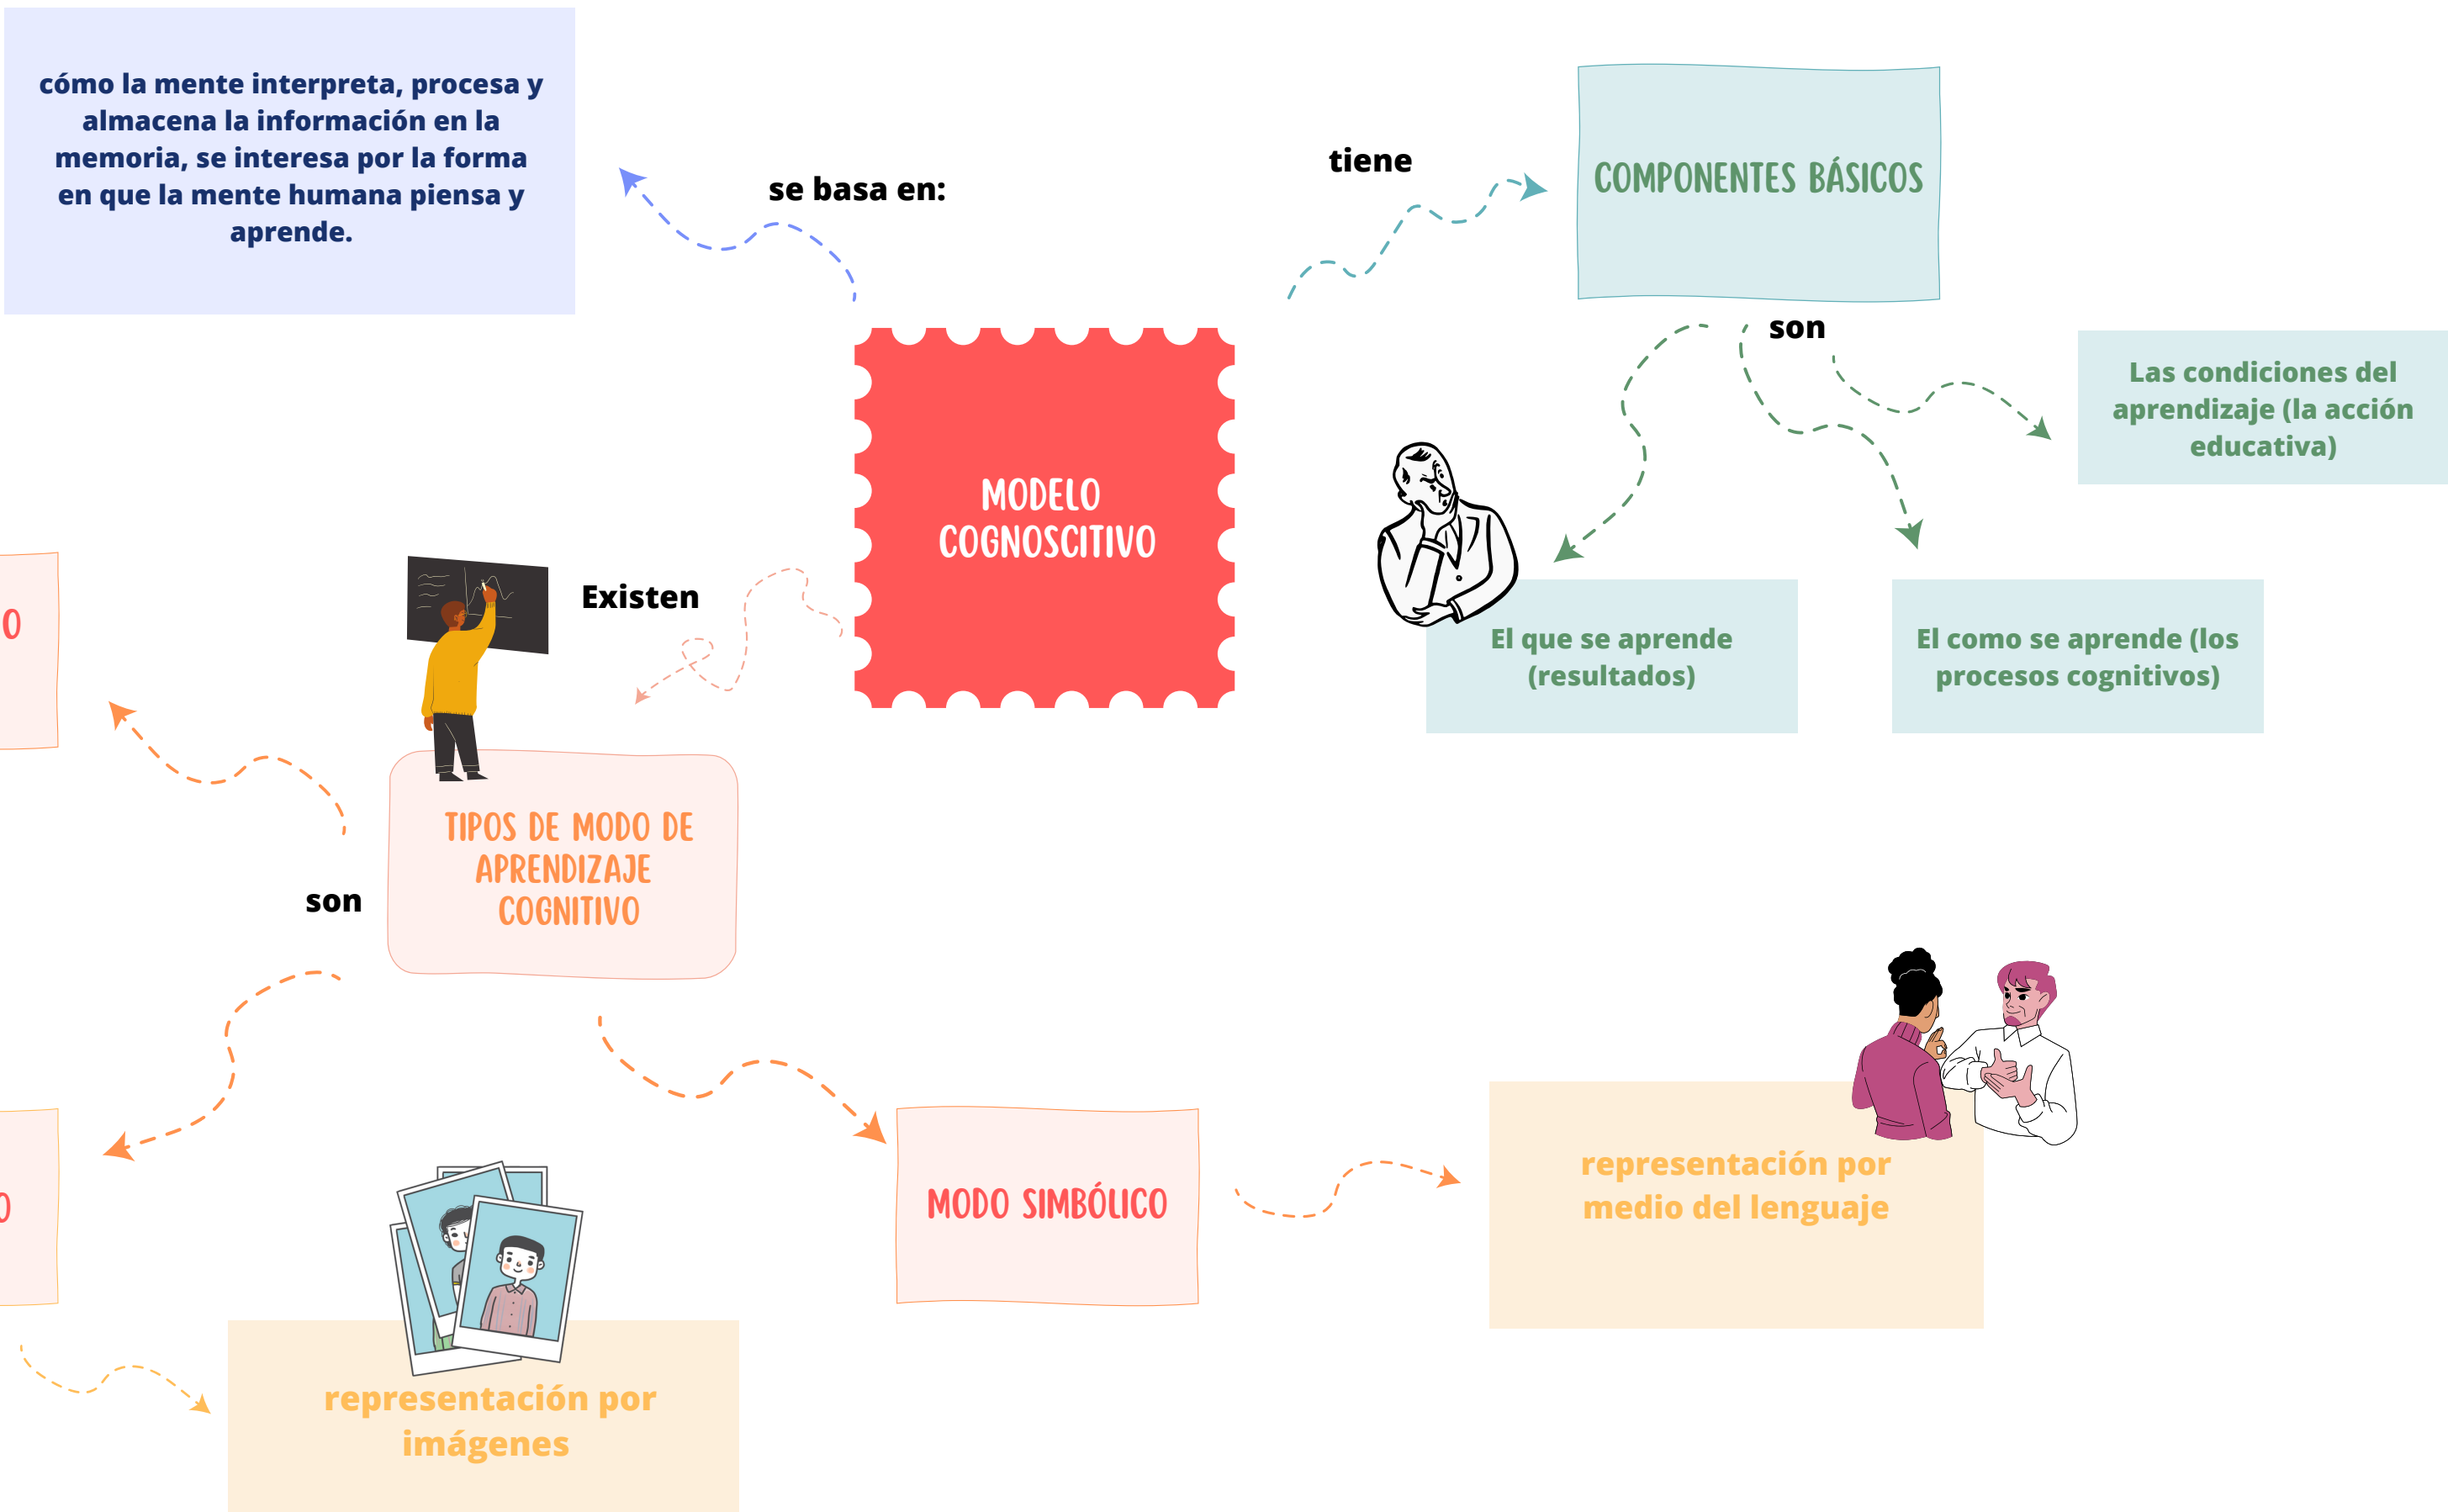 cómo la mente interpreta, procesa y
almacena la información en la
memoria, se interesa por la forma
en que la mente humana piensa y
aprende.
se basa en:
tiene
COMPONENTES BÁSICOS
son
Las condiciones del
aprendizaje (la acción
educativa)
El que se aprende
(resultados)
El como se aprende (los
procesos cognitivos)
MODELO
COGNOSCITIVO
Existen
TIPOS DE MODO DE
APRENDIZAJE
COGNITIVO
son
O
O
MODO SIMBÓLICO
representación por
medio del lenguaje
representación por
imágenes